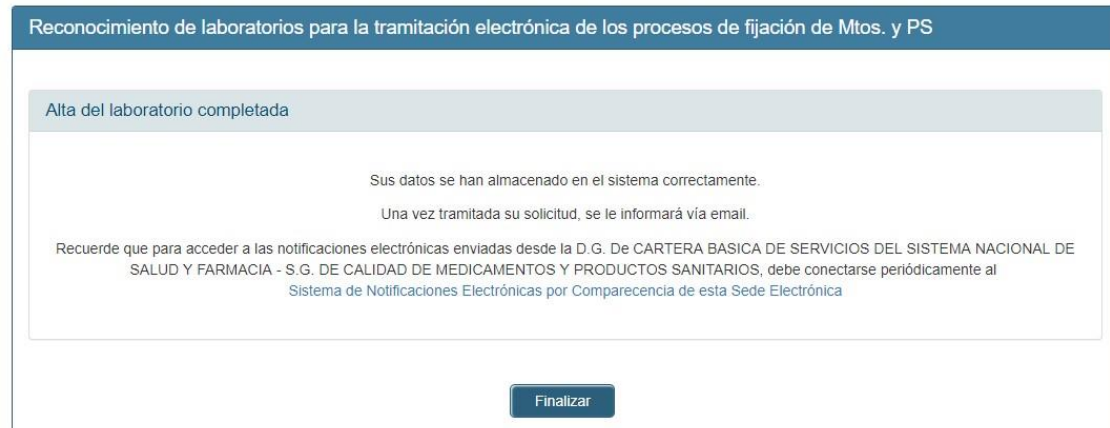 Reconocimiento de laboratorios para la tramitación electrónica de los procesos de fijación de Mtos. y PS
Alta del laboratorio completada
Sus datos se han almacenado en el sistema correctamente.
Una vez tramitada su solicitud, se le informará vía email.
Recuerde que para acceder a las notificaciones electrónicas enviadas desde la D.G. De CARTERA BASICA DE SERVICIOS DEL SISTEMA NACIONAL DE
SALUD Y FARMACIA - S.G. DE CALIDAD DE MEDICAMENTOS Y PRODUCTOS SANITARIOS, debe conectarse periódicamente al
Sistema de Notificaciones Electrónicas por Comparecencia de esta Sede Electrónica
Finalizar